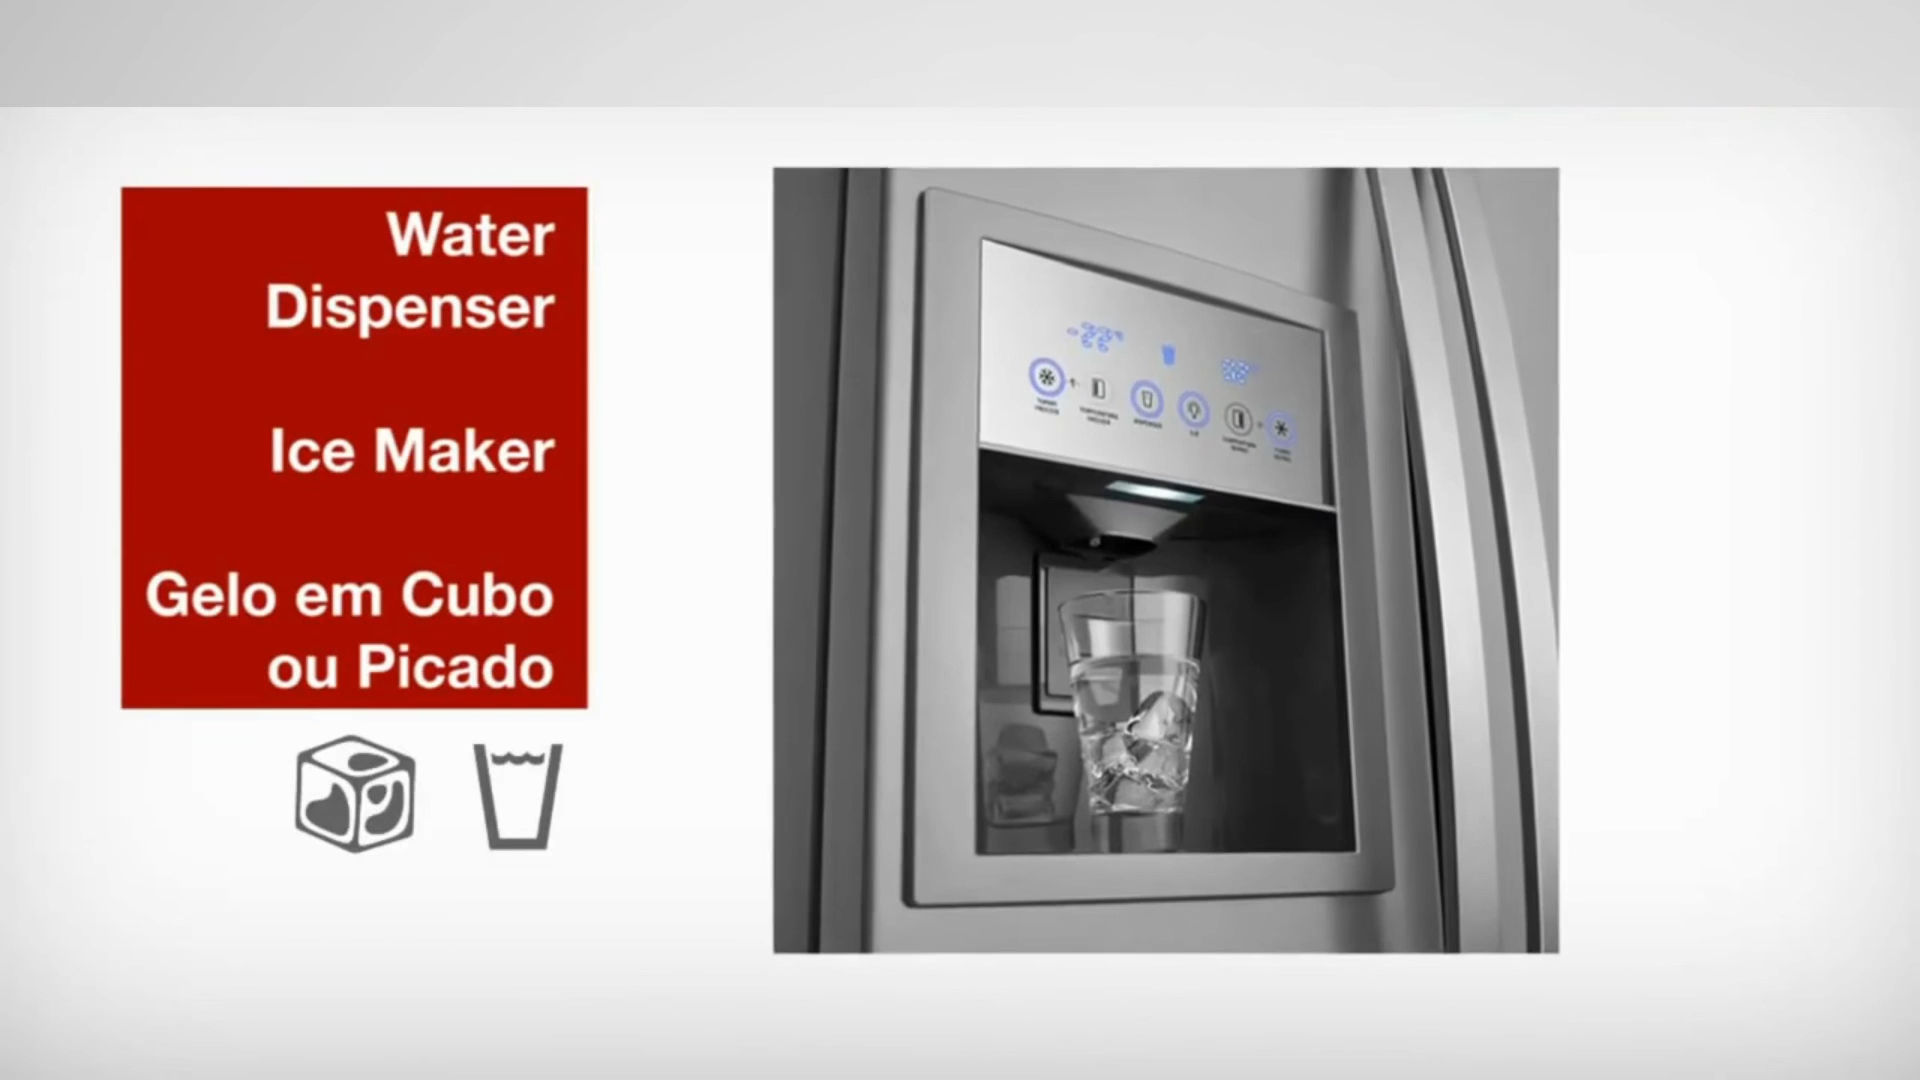 Water
Dispenser
Ice Maker
Gelo em Cubo
ou Picado